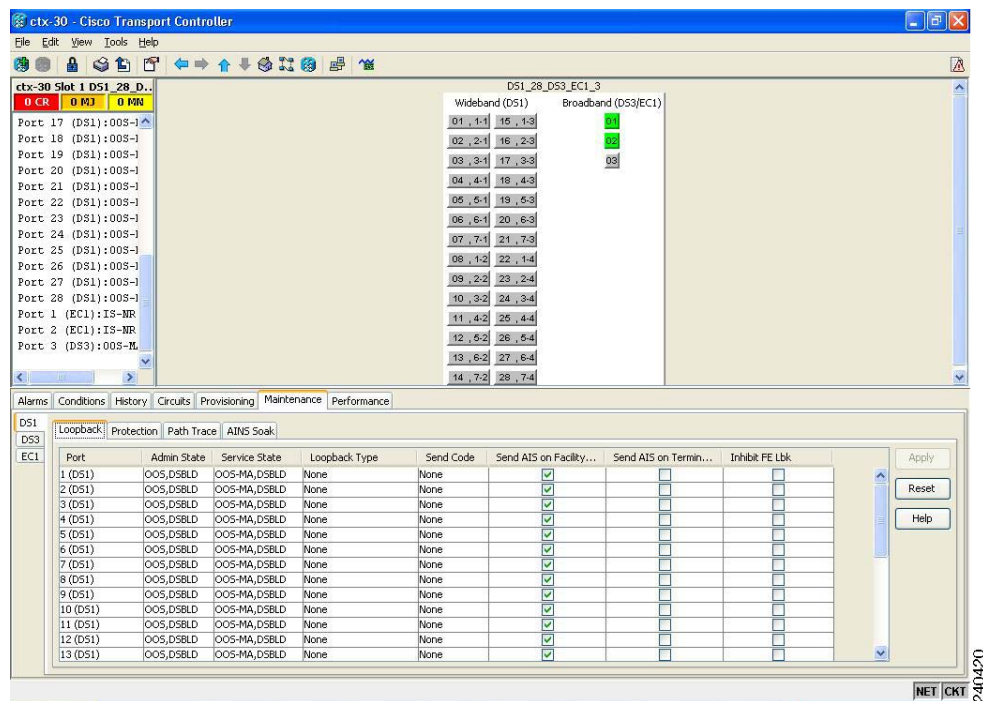 ctx-30 - Cisco Transport Controller
File Edit View Tools Help
ctx-30 Slot 1 DS1_28_D..
0 CR 0 MJ 0 MN
Port 17 (DS1):OOS-
Port 18 (DS1):OOS-
Port 19 (DS1):OOS-
Port 20 (DS1):OOS-
Port 21 (DS1):OOS-
Port 22 (DS1):OOS-
Port 23 (DS1):OOS-
Port 24 (DS1):OOS-
Port 25 (DS1):OOS-
Port 26 (DS1):OOS-
Port 27 (DS1):OOS-
Port 28 (DS1):OOS-
Port 1 (EC1):IS-NR
Port 2 (EC1):IS-NR
Port 3 (DS3):OOS-M
DS1_28_DS3_EC1_3
Wideband (DS1) Broadband (DS3/EC1)
01 , 1-1 15 , 1-3 01
02 , 2-1 16 , 2-3 02
03 , 3-1 17 , 3-3 03
04 , 4-1 18 , 4-3
05 , 5-1 19 , 5-3
06 , 6-1 20 , 6-3
07 , 7-1 21 , 7-3
08 , 1-2 22 , 1-4
09 , 2-2 23 , 2-4
10 , 3-2 24 , 3-4
11 , 4-2 25 , 4-4
12 , 5-2 26 , 5-4
13 , 6-2 27 , 6-4
14 , 7-2 28 , 7-4
Alarms Conditions History Circuits Provisioning Maintenance Performance
DS1
DS3
EC1
Loopback Protection Path Trace AINS Soak
Port Admin State Service State Loopback Type Send Code Send AIS on Facility... Send AIS on Termin... Inhibit FE Lbk
1 (DS1) OOS,DSBLD OOS-MA,DSBLD None None
2 (DS1) OOS,DSBLD OOS-MA,DSBLD None None
3 (DS1) OOS,DSBLD OOS-MA,DSBLD None None
4 (DS1) OOS,DSBLD OOS-MA,DSBLD None None
5 (DS1) OOS,DSBLD OOS-MA,DSBLD None None
6 (DS1) OOS,DSBLD OOS-MA,DSBLD None None
7 (DS1) OOS,DSBLD OOS-MA,DSBLD None None
8 (DS1) OOS,DSBLD OOS-MA,DSBLD None None
9 (DS1) OOS,DSBLD OOS-MA,DSBLD None None
10 (DS1) OOS,DSBLD OOS-MA,DSBLD None None
11 (DS1) OOS,DSBLD OOS-MA,DSBLD None None
12 (DS1) OOS,DSBLD OOS-MA,DSBLD None None
13 (DS1) OOS,DSBLD OOS-MA,DSBLD None None
Apply
Reset
Help
NET CKT
240420